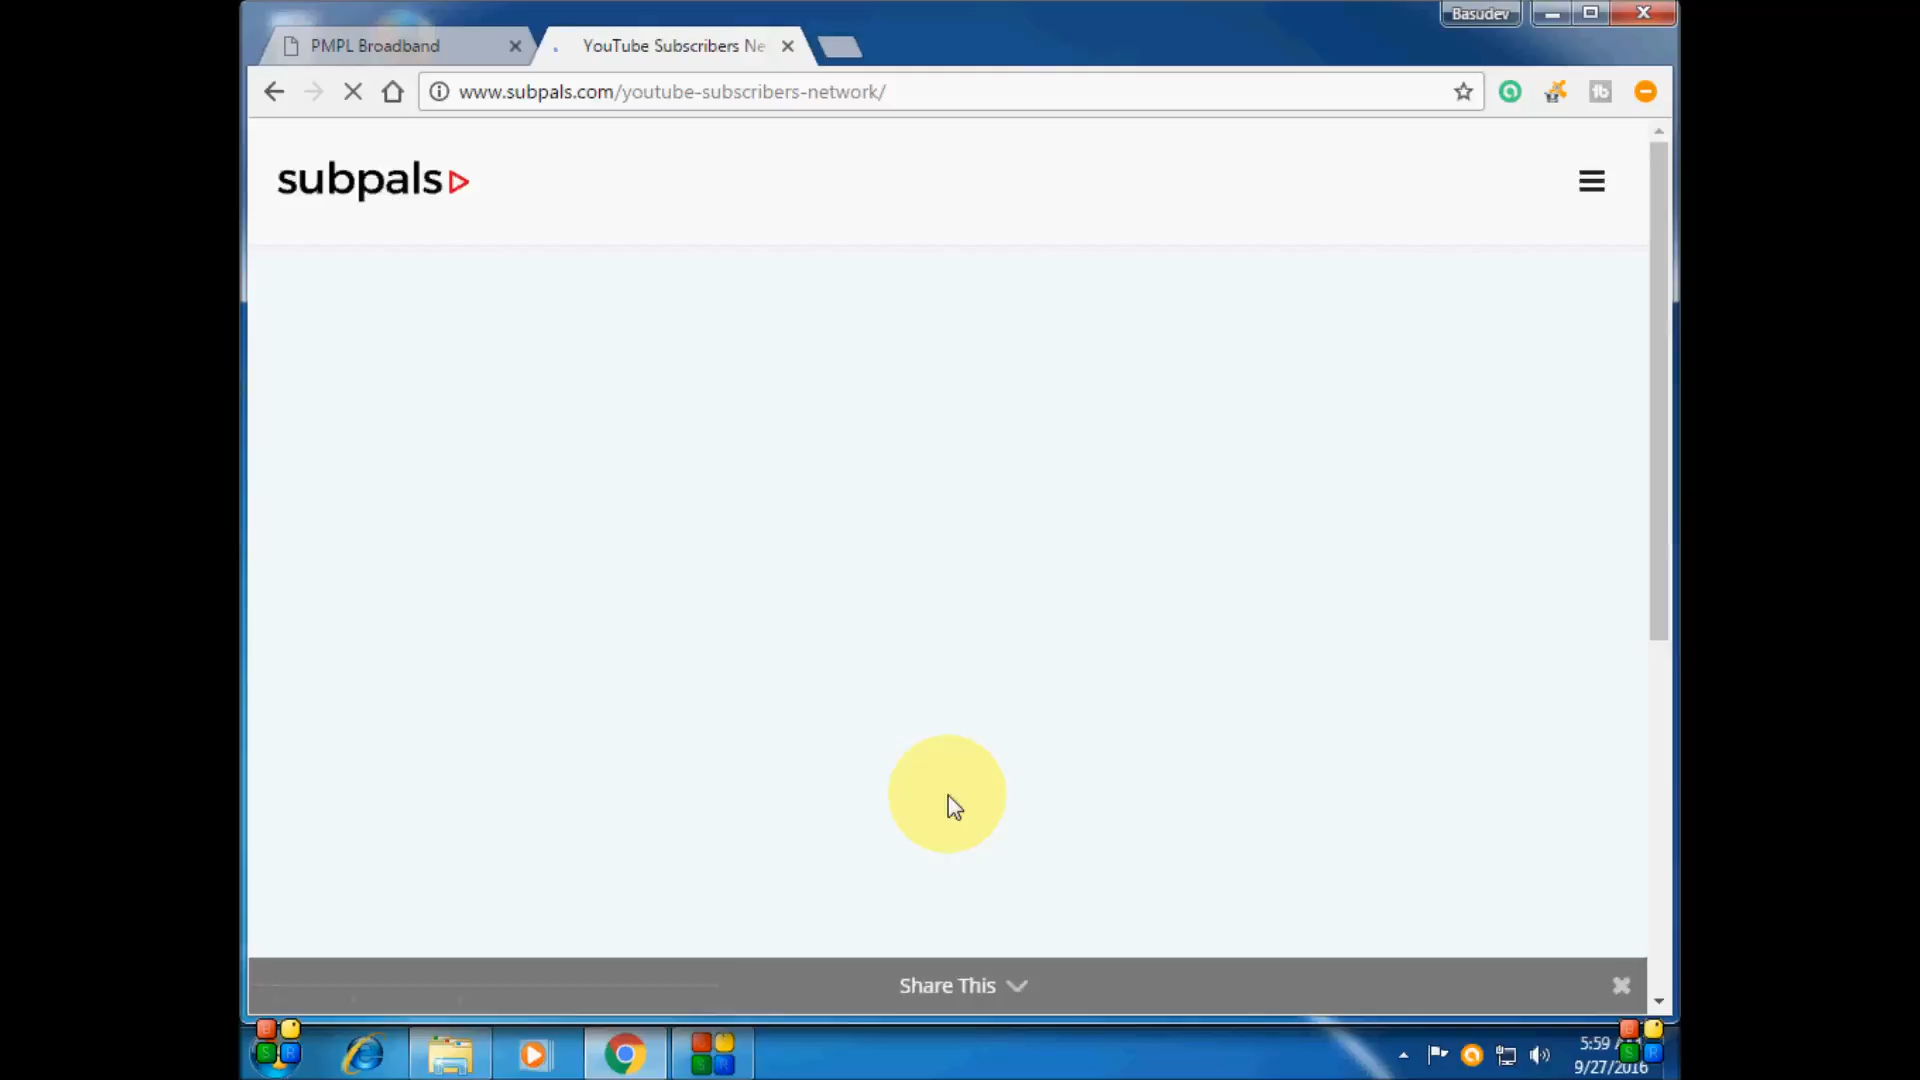 Basudev
PMPL Broadband
YouTube Subscribers Ne
www.subpals.com/youtube-subscribers-network/
subpals
Share This
5:59
9/27/2016